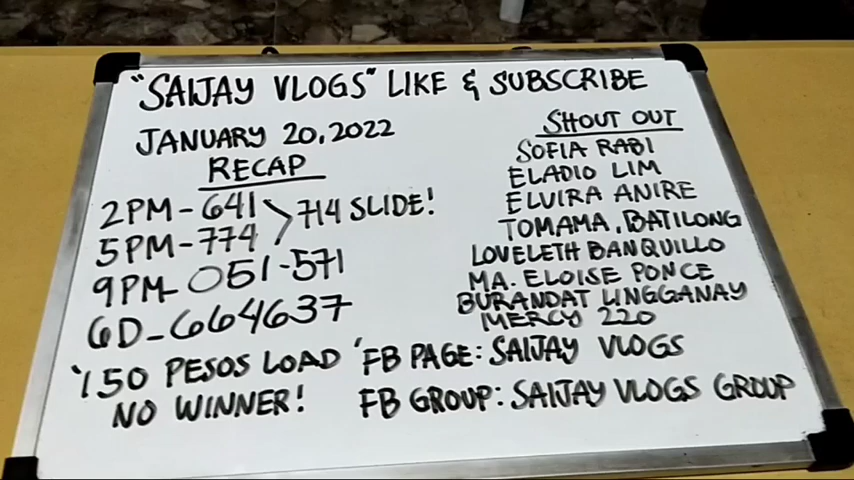 "SAIJAY VLOGS" LIKE & SUBSCRIBE
JANUARY 20, 2022
RECAP
2PM - 641
5PM - 774
714 SLIDE!
9PM - 051 - 571
6D - 664637
'150 PESOS LOAD'
NO WINNER!
SHOUT OUT
SOFIA RABI
ELADIO LIM
ELVIRA ANIRE
TOMAMA, BATILONG
LOVELETH BANQUILLO
MA. ELOISE PONCE
BURANDAT LINGGANAY
MERCY 220
FB PAGE: SAIJAY VLOGS
FB GROUP: SAIJAY VLOGS GROUP